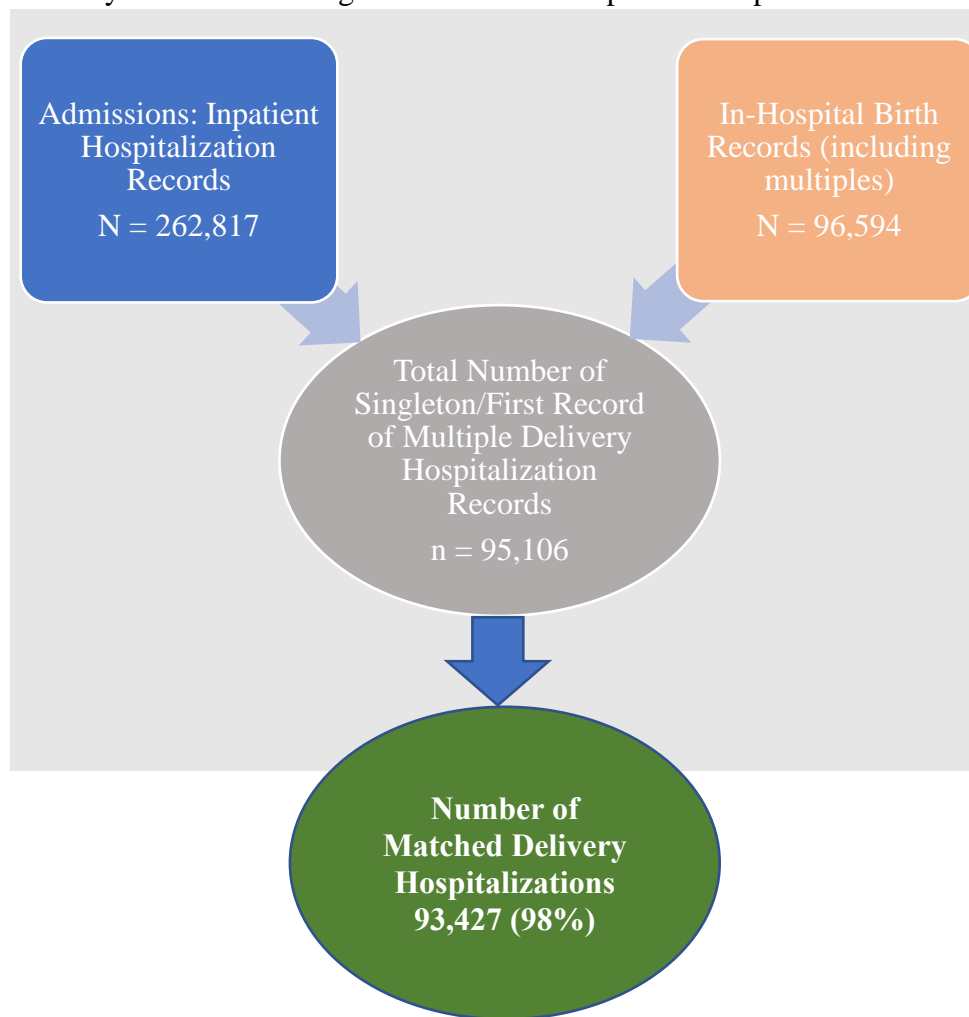 Admissions: Inpatient
Hospitalization
Records
N = 262,817
In-Hospital Birth
Records (including
multiples)
N = 96,594
Total Number of
Singleton/First Record
of Multiple Delivery
Hospitalization
Records
n = 95,106
Number of
Matched Delivery
Hospitalizations
93,427 (98%)